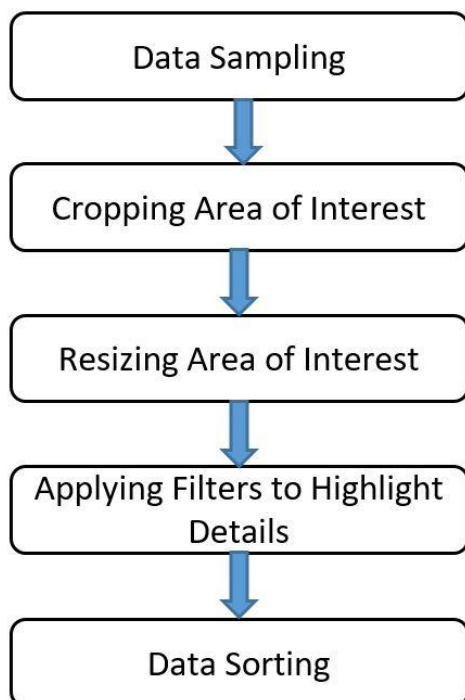 Data Sampling
Cropping Area of Interest
Resizing Area of Interest
Applying Filters to Highlight
Details
Data Sorting